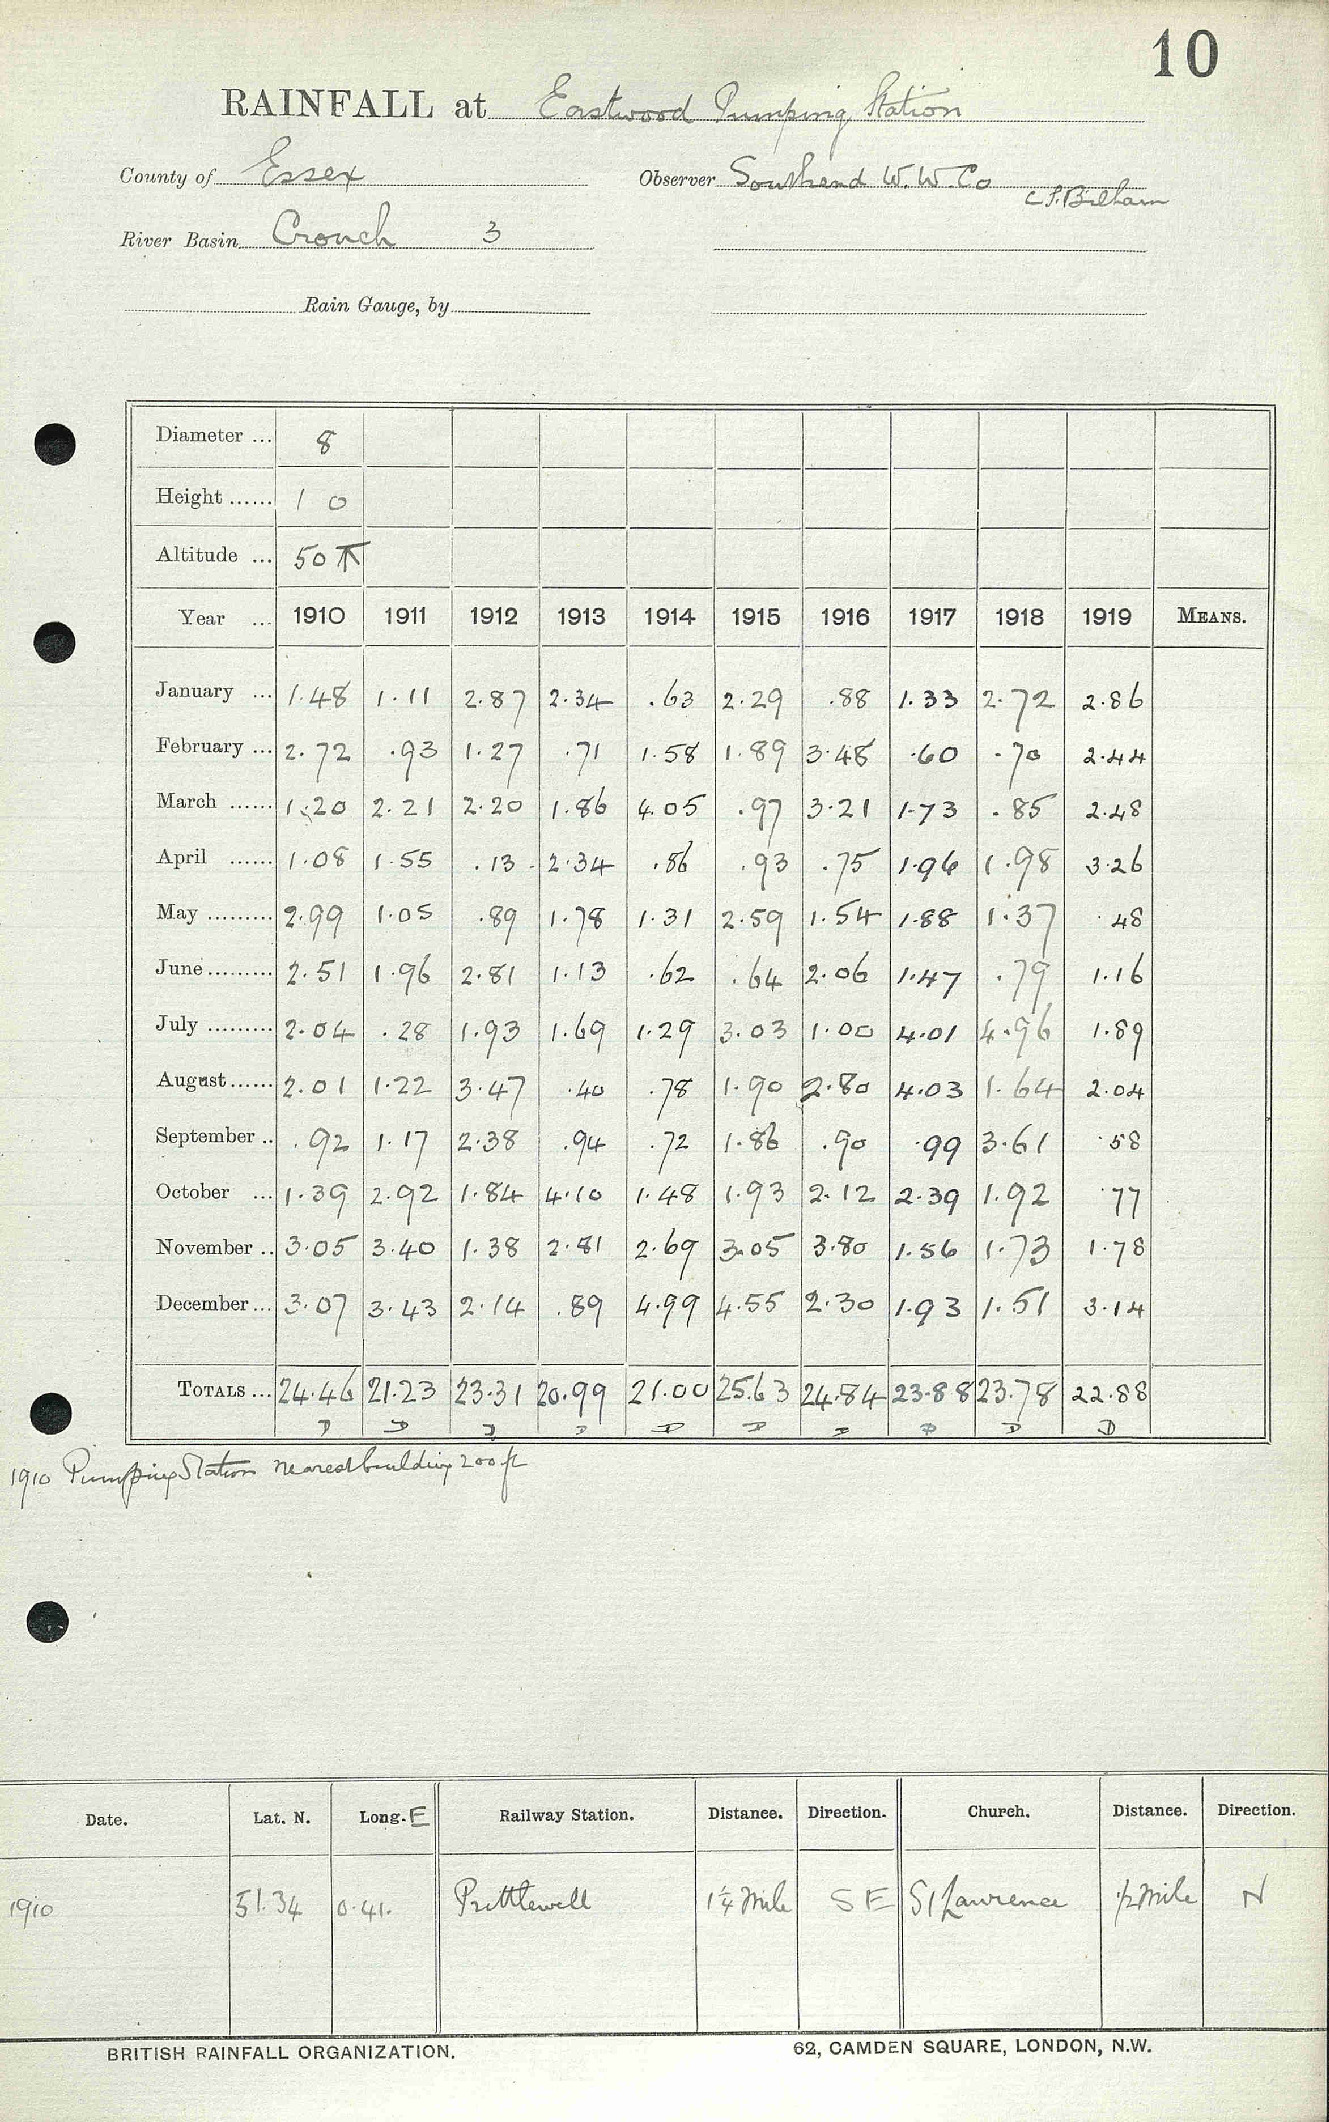 10
RAINFALL at Eastwood Pumping Station
County of Essex Observer Southend W.W. Co
C.P. Bilham
River Basin Crouch 3
Rain Gauge, by
Diameter ... 8
Height ...... 1 0
Altitude ... 50
Year ... 1910 1911 1912 1913 1914 1915 1916 1917 1918 1919 MEANS.
January ... 1.48 1.11 2.87 2.34 .63 2.29 .88 1.33 2.72 2.86
February ... 2.72 .93 1.27 .71 1.58 1.89 3.48 .60 .70 2.44
March ...... 1.20 2.21 2.20 1.86 4.05 .97 3.21 1.73 .85 2.48
April ...... 1.08 1.55 .13 2.34 .86 .93 .75 1.96 1.98 3.26
May ......... 2.99 1.05 .89 1.78 1.31 2.59 1.54 1.88 1.37 .48
June ......... 2.51 1.96 2.81 1.13 .62 .64 2.06 1.47 .79 1.16
July ......... 2.04 .28 1.93 1.69 1.29 3.03 1.00 4.01 4.96 1.89
August ...... 2.01 1.22 3.47 .40 .78 1.90 2.80 4.03 1.64 2.04
September .. .92 1.17 2.38 .94 .72 1.86 .90 .99 3.61 .58
October ... 1.39 2.92 1.84 4.10 1.48 1.93 2.12 2.39 1.92 .77
November .. 3.05 3.40 1.38 2.81 2.69 3.05 3.80 1.56 1.73 1.78
December ... 3.07 3.43 2.14 .89 4.99 4.55 2.30 1.93 1.51 3.14
TOTALS ... 24.46 21.23 23.31 20.99 21.00 25.63 24.84 23.88 23.78 22.88
D D D D D D D D D D
1910 Pumping Station nearest building 200 ft
Date. Lat. N. Long. E Railway Station. Distance. Direction. Church. Distance. Direction.
1910 51.34 0.41. Prittlewell 1¼ Mile S E St Lawrence ½ Mile N
BRITISH RAINFALL ORGANIZATION. 62, CAMDEN SQUARE, LONDON, N.W.